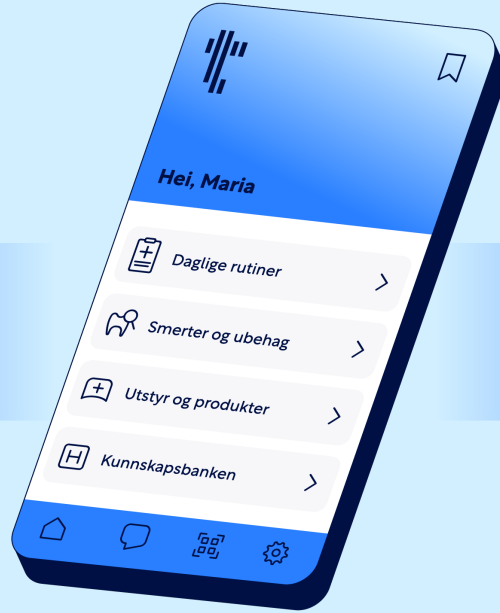 Hei, Maria
Daglige rutiner
Smerter og ubehag
Utstyr og produkter
Kunnskapsbanken